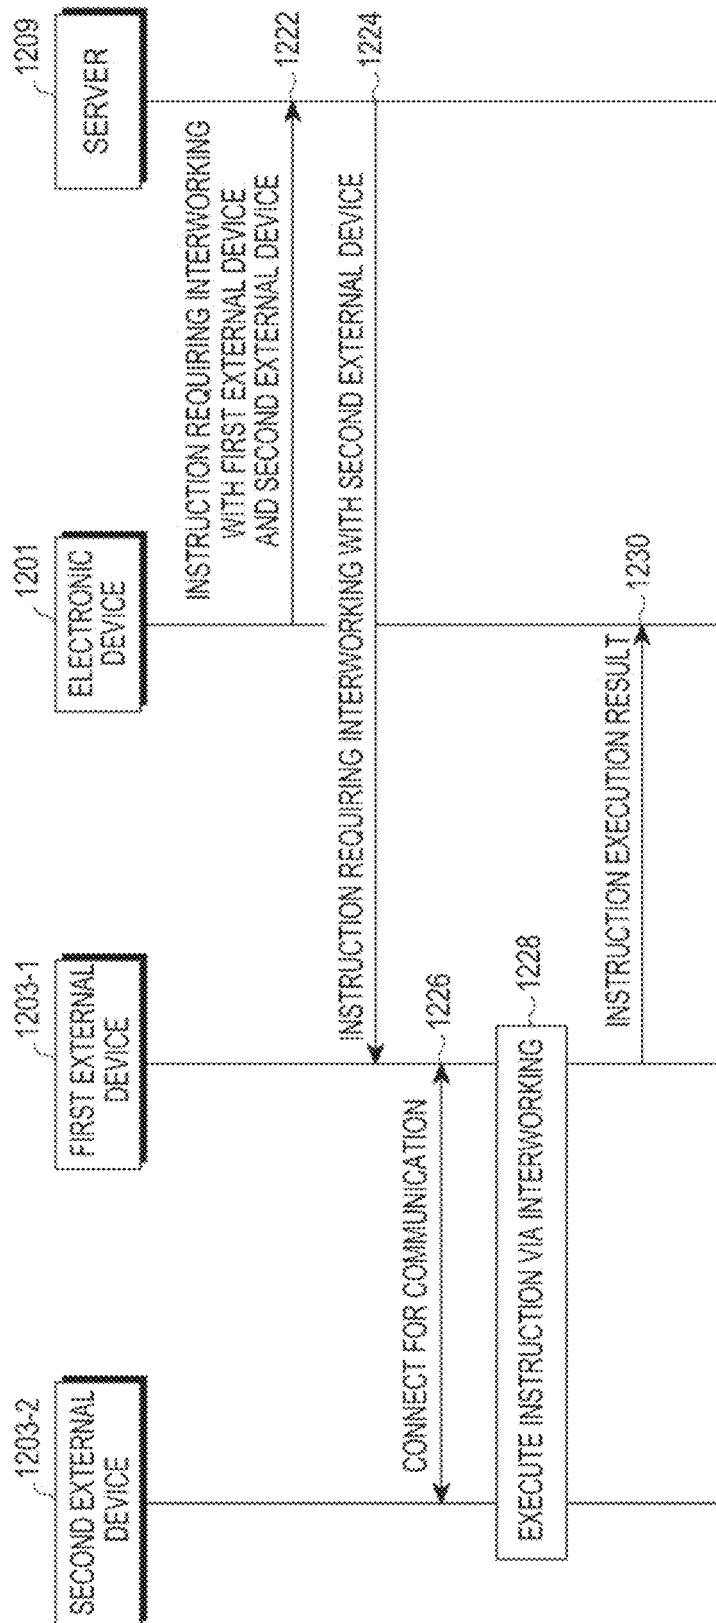 1203-2
SECOND EXTERNAL
DEVICE
1203-1
FIRST EXTERNAL
DEVICE
1201
ELECTRONIC
DEVICE
1209
SERVER
INSTRUCTION REQUIRING INTERWORKING
WITH FIRST EXTERNAL DEVICE
AND SECOND EXTERNAL DEVICE
1222
INSTRUCTION REQUIRING INTERWORKING WITH SECOND EXTERNAL DEVICE
1224
CONNECT FOR COMMUNICATION
1226
EXECUTE INSTRUCTION VIA INTERWORKING
1228
INSTRUCTION EXECUTION RESULT
1230